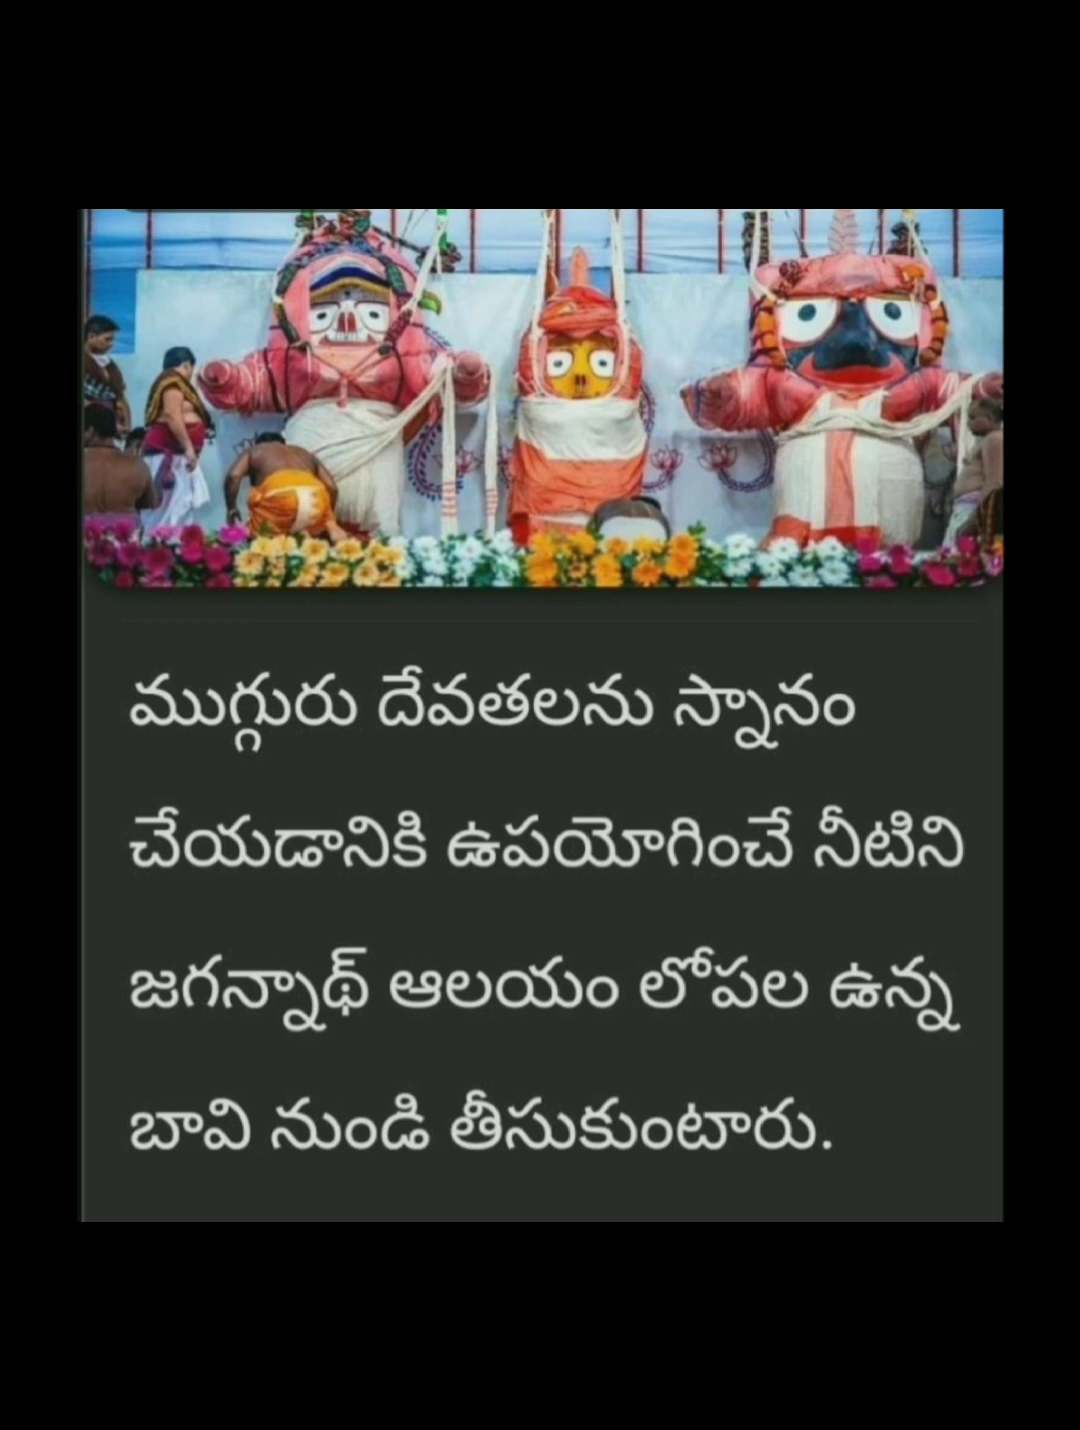 ముగ్గురు దేవతలను స్నానం
చేయడానికి ఉపయోగించే నీటిని
జగన్నాథ్ ఆలయం లోపల ఉన్న
బావి నుండి తీసుకుంటారు.